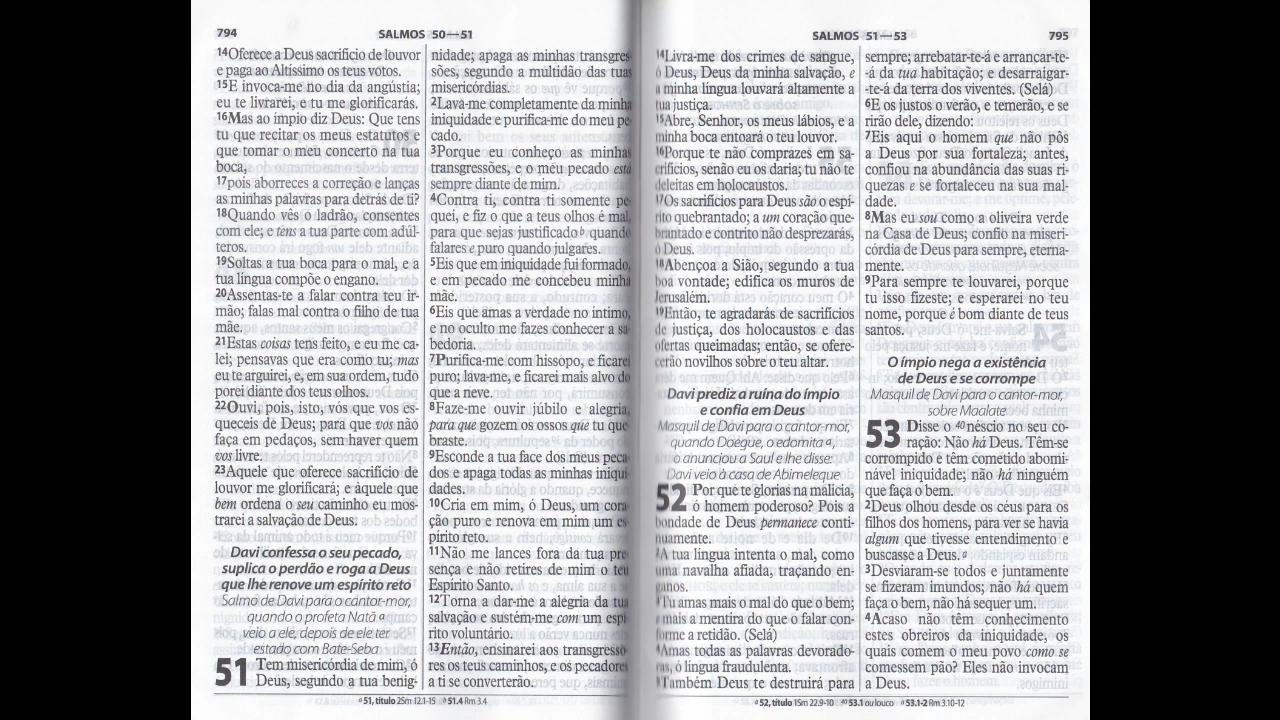 794
SALMOS 50—51
14Oferece a Deus sacrifício de louvor
e paga ao Altíssimo os teus votos.
15E invoca-me no dia da angústia;
eu te livrarei, e tu me glorificarás.
16Mas ao ímpio diz Deus: Que tens
tu que recitar os meus estatutos e
que tomar o meu concerto na tua
boca,
17pois aborreces a correção e lanças
as minhas palavras para detrás de ti?
18Quando vês o ladrão, consentes
com ele; e tens a tua parte com adúl-
teros.
19Soltas a tua boca para o mal, e a
tua língua compõe o engano.
20Assentas-te a falar contra teu ir-
mão; falas mal contra o filho de tua
mãe.
21Estas coisas tens feito, e eu me ca-
lei; pensavas que era como tu; mas
eu te arguirei, e, em sua ordem, tudo
porei diante dos teus olhos.
22Ouvi, pois, isto, vós que vos es-
queceis de Deus; para que vos não
faça em pedaços, sem haver quem
vos livre.
23Aquele que oferece sacrifício de
louvor me glorificará; e àquele que
bem ordena o seu caminho eu mos-
trarei a salvação de Deus.
Davi confessa o seu pecado,
suplica o perdão e roga a Deus
que lhe renove um espírito reto
Salmo de Davi para o cantor-mor,
quando o profeta Natã a
veio a ele, depois de ele ter
estado com Bate-Seba
51 Tem misericórdia de mim, ó
Deus, segundo a tua benig-
nidade; apaga as minhas transgres-
sões, segundo a multidão das tuas
misericórdias.
2Lava-me completamente da minha
iniquidade e purifica-me do meu pe-
cado.
3Porque eu conheço as minhas
transgressões, e o meu pecado está
sempre diante de mim.
4Contra ti, contra ti somente pe-
quei, e fiz o que a teus olhos é mal,
para que sejas justificado b quando
falares e puro quando julgares.
5Eis que em iniquidade fui formado,
e em pecado me concebeu minha
mãe.
6Eis que amas a verdade no íntimo,
e no oculto me fazes conhecer a sa-
bedoria.
7Purifica-me com hissopo, e ficarei
puro; lava-me, e ficarei mais alvo do
que a neve.
8Faze-me ouvir júbilo e alegria,
para que gozem os ossos que tu que-
braste.
9Esconde a tua face dos meus peca-
dos e apaga todas as minhas iniqui-
dades.
10Cria em mim, ó Deus, um cora-
ção puro e renova em mim um es-
pírito reto.
11Não me lances fora da tua pre-
sença e não retires de mim o teu
Espírito Santo.
12Torna a dar-me a alegria da tua
salvação e sustém-me com um espí-
rito voluntário.
13Então, ensinarei aos transgresso-
res os teus caminhos, e os pecadores
a ti se converterão.
a 51, título 2Sm 12.1-15 b 51.4 Rm 3.4
SALMOS 51—53
795
14Livra-me dos crimes de sangue,
ó Deus, Deus da minha salvação, e
a minha língua louvará altamente a
tua justiça.
15Abre, Senhor, os meus lábios, e a
minha boca entoará o teu louvor.
16Porque te não comprazes em sa-
crifícios, senão eu os daria; tu não te
deleitas em holocaustos.
17Os sacrifícios para Deus são o espí-
rito quebrantado; a um coração que-
brantado e contrito não desprezarás,
ó Deus.
18Abençoa a Sião, segundo a tua
boa vontade; edifica os muros de
Jerusalém.
19Então, te agradarás de sacrifícios
de justiça, dos holocaustos e das
ofertas queimadas; então, se ofere-
cerão novilhos sobre o teu altar.
Davi prediz a ruína do ímpio
e confia em Deus
Masquil de Davi para o cantor-mor,
quando Doegue, o edomita a,
o anunciou a Saul e lhe disse:
Davi veio à casa de Abimeleque
52 Por que te glorias na malícia,
ó homem poderoso? Pois a
bondade de Deus permanece conti-
nuamente.
2A tua língua intenta o mal, como
uma navalha afiada, traçando en-
ganos.
3Tu amas mais o mal do que o bem;
e mais a mentira do que o falar con-
forme a retidão. (Selá)
4Amas todas as palavras devorado-
ras, ó língua fraudulenta.
5Também Deus te destruirá para
sempre; arrebatar-te-á e arrancar-te-
-á da tua habitação; e desarraigar-
-te-á da terra dos viventes. (Selá)
6E os justos o verão, e temerão, e se
rirão dele, dizendo:
7Eis aqui o homem que não pôs
a Deus por sua fortaleza; antes,
confiou na abundância das suas ri-
quezas e se fortaleceu na sua mal-
dade.
8Mas eu sou como a oliveira verde
na Casa de Deus; confio na miseri-
córdia de Deus para sempre, eterna-
mente.
9Para sempre te louvarei, porque
tu isso fizeste; e esperarei no teu
nome, porque é bom diante de teus
santos.
O ímpio nega a existência
de Deus e se corrompe
Masquil de Davi para o cantor-mor,
sobre Maalate
53 Disse o 40 néscio no seu co-
ração: Não há Deus. Têm-se
corrompido e têm cometido abomi-
nável iniquidade; não há ninguém
que faça o bem.
2Deus olhou desde os céus para os
filhos dos homens, para ver se havia
algum que tivesse entendimento e
buscasse a Deus. a
3Desviaram-se todos e juntamente
se fizeram imundos; não há quem
faça o bem, não há sequer um.
4Acaso não têm conhecimento
estes obreiros da iniquidade, os
quais comem o meu povo como se
comessem pão? Eles não invocam
a Deus.
a 52, título 1Sm 22.9-10 40 53.1 ou louco a 53.1-2 Rm 3.10-12